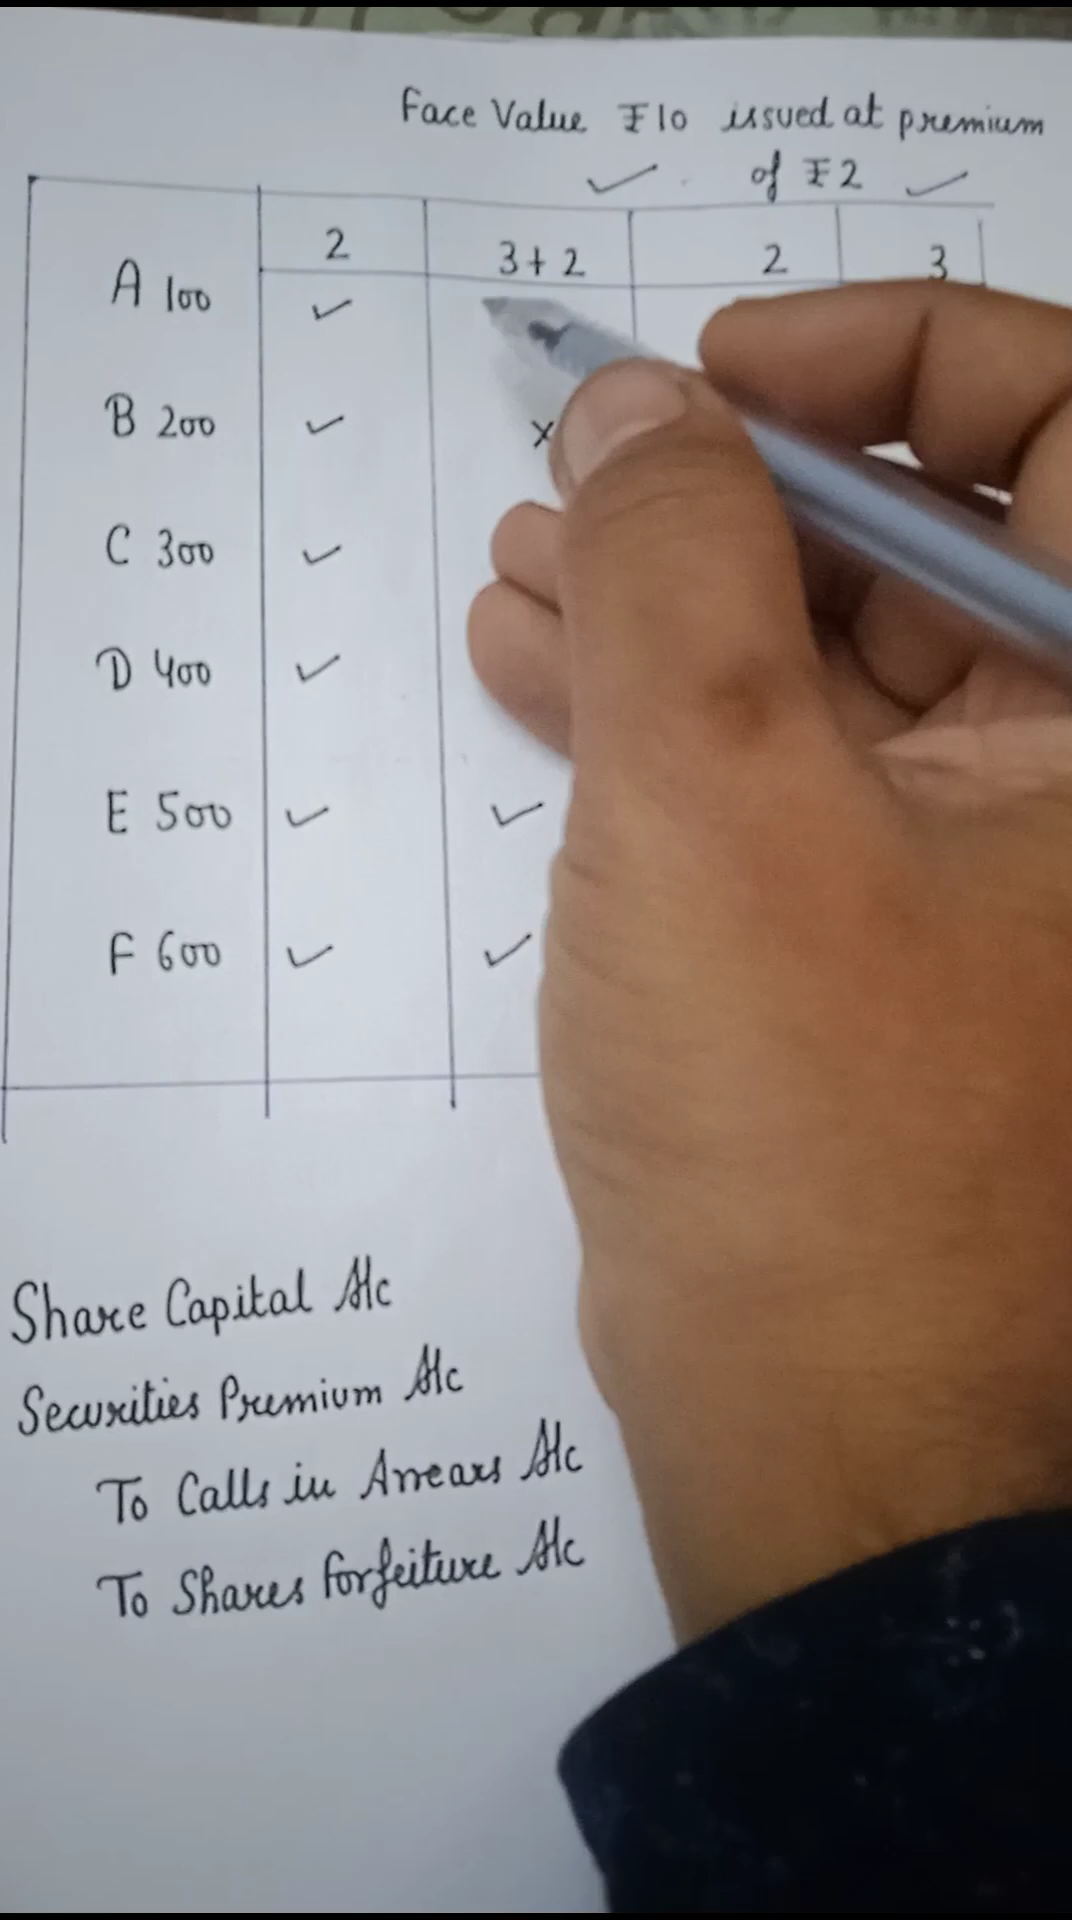 Face Value ₹10 issued at premium
✓ of ₹2 ✓
2 3+2 2 3
A 100 ✓
B 200 ✓ x
C 300 ✓
D 400 ✓
E 500 ✓ ✓
F 600 ✓ ✓
Share Capital A/c
Securities Premium A/c
To Calls in Arrears A/c
To Shares Forfeiture A/c